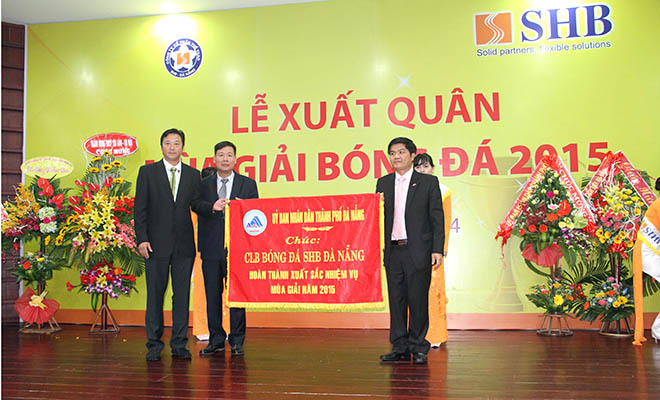 SHB
Solid partners, flexible solutions
LỄ XUẤT QUÂN
GIẢI BÓNG ĐÁ 2015
ỦY BAN NHÂN DÂN THÀNH PHỐ ĐÀ NẴNG
Chúc:
CLB BÓNG ĐÁ SHB ĐÀ NẴNG
HOÀN THÀNH XUẤT SẮC NHIỆM VỤ
MÙA GIẢI NĂM 2015